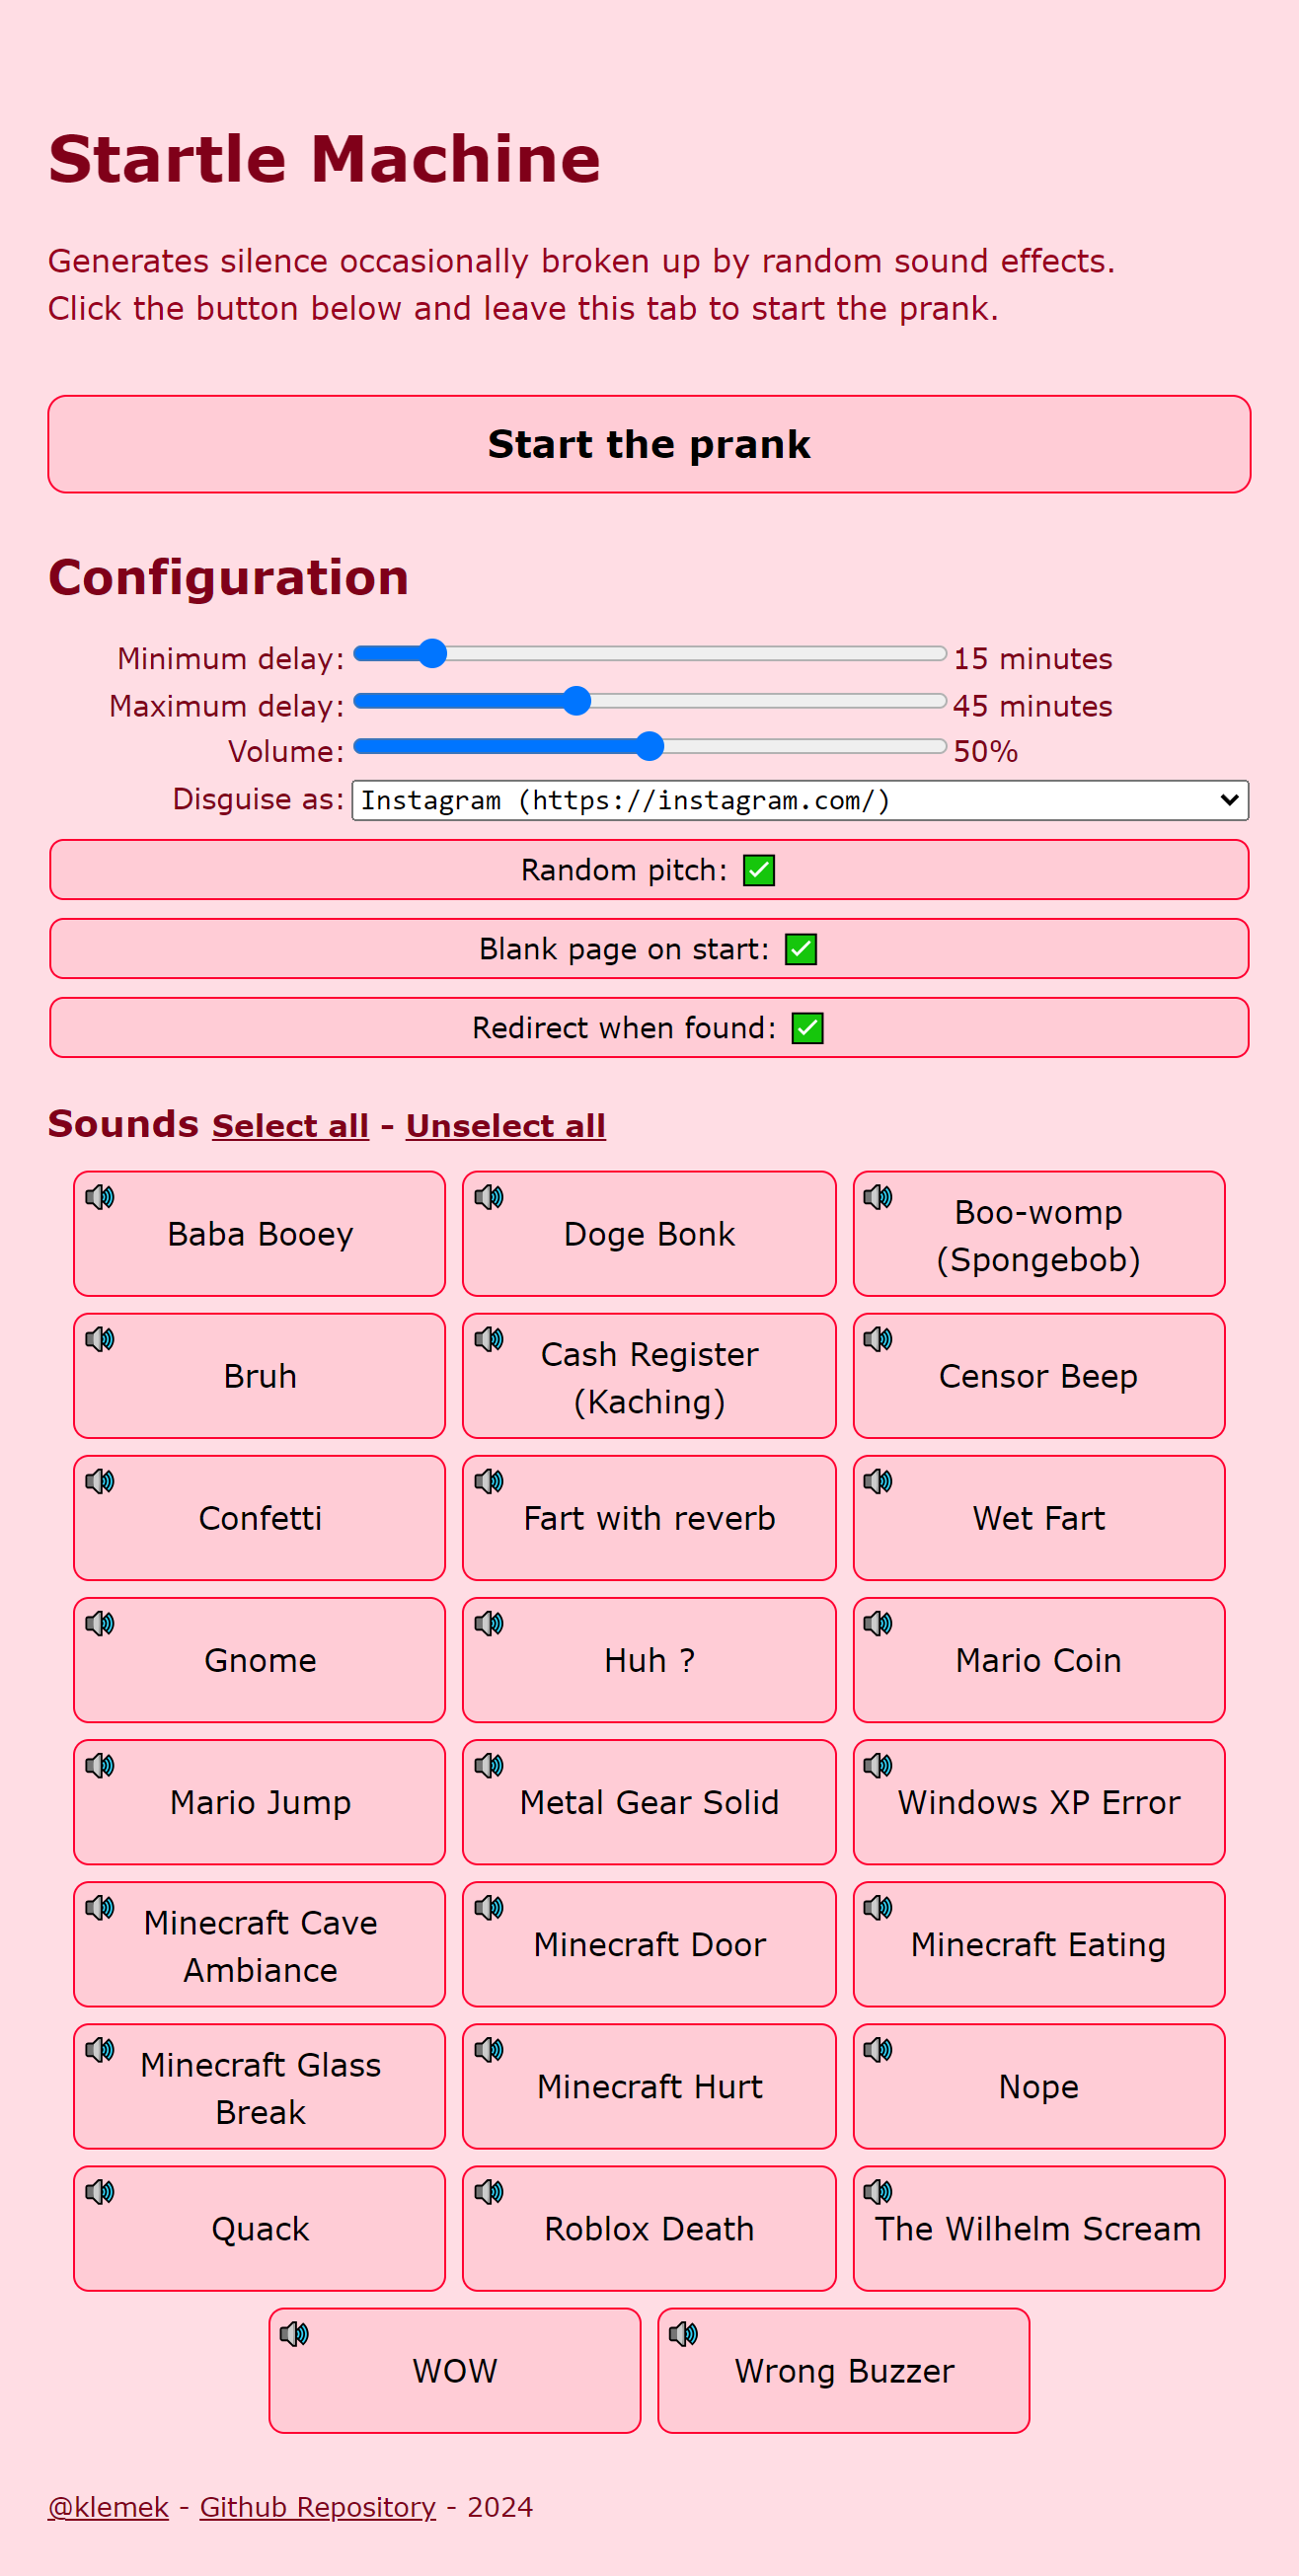 Startle Machine
Generates silence occasionally broken up by random sound effects.
Click the button below and leave this tab to start the prank.
Start the prank
Configuration
Minimum delay: 15 minutes
Maximum delay: 45 minutes
Volume: 50%
Disguise as: Instagram (https://instagram.com/)
Random pitch: ✅
Blank page on start: ✅
Redirect when found: ✅
Sounds Select all - Unselect all
Baba Booey
Doge Bonk
Boo-womp
(Spongebob)
Bruh
Cash Register
(Kaching)
Censor Beep
Confetti
Fart with reverb
Wet Fart
Gnome
Huh ?
Mario Coin
Mario Jump
Metal Gear Solid
Windows XP Error
Minecraft Cave
Ambiance
Minecraft Door
Minecraft Eating
Minecraft Glass
Break
Minecraft Hurt
Nope
Quack
Roblox Death
The Wilhelm Scream
WOW
Wrong Buzzer
@klemek - Github Repository - 2024